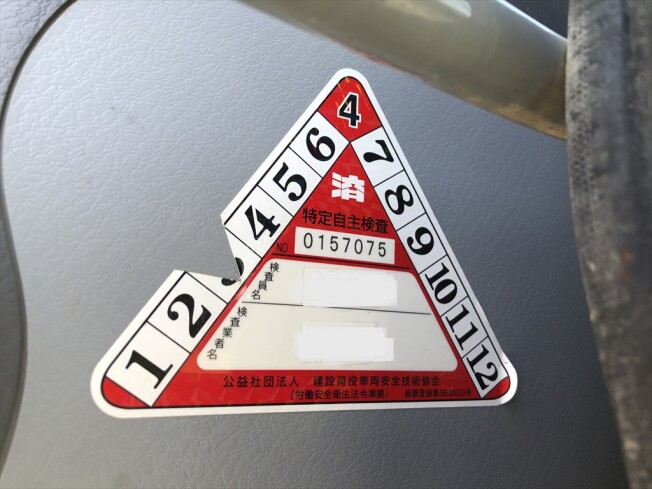 4
6 7
5 8
4 9
2 10
1 11
12
済
特定自主検査
NO 0157075
検査員名
検査業者名
公益社団法人 建設荷役車両安全技術協会
(労働安全衛生法令準拠)